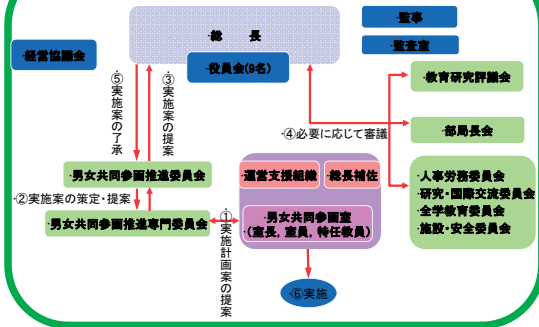 ・総　長
・役員会(9名)
・監事
・監査室
・経営協議会
・教育研究評議会
・部局長会
・人事労務委員会
・研究・国際交流委員会
・全学教育委員会
・施設・安全委員会
・⑤実施案の了承
・③実施案の提案
・④必要に応じて審議
・男女共同参画推進委員会
・②実施案の策定・提案
・男女共同参画推進専門委員会
・①実施計画案の提案
・運営支援組織
・総長補佐
・男女共同参画室
・(室長, 室員, 特任教員)
・⑥実施